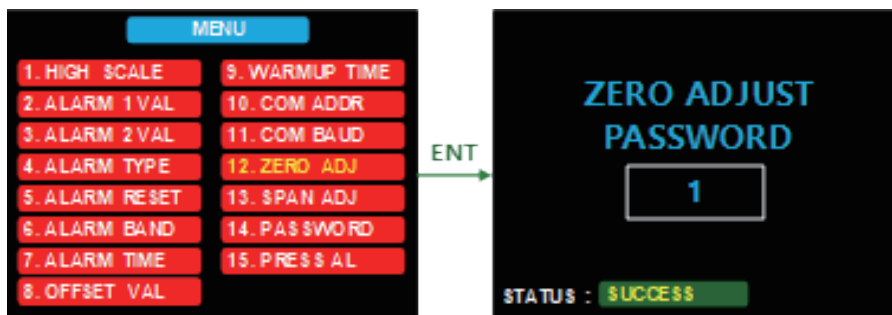 MENU
1. HIGH SCALE
2. ALARM 1 VAL
3. ALARM 2 VAL
4. ALARM TYPE
5. ALARM RESET
6. ALARM BAND
7. ALARM TIME
8. OFFSET VAL
9. WARMUP TIME
10. COM ADDR
11. COM BAUD
12. ZERO ADJ
13. SPAN ADJ
14. PASSWORD
15. PRESS AL
ENT
ZERO ADJUST
PASSWORD
1
STATUS : SUCCESS